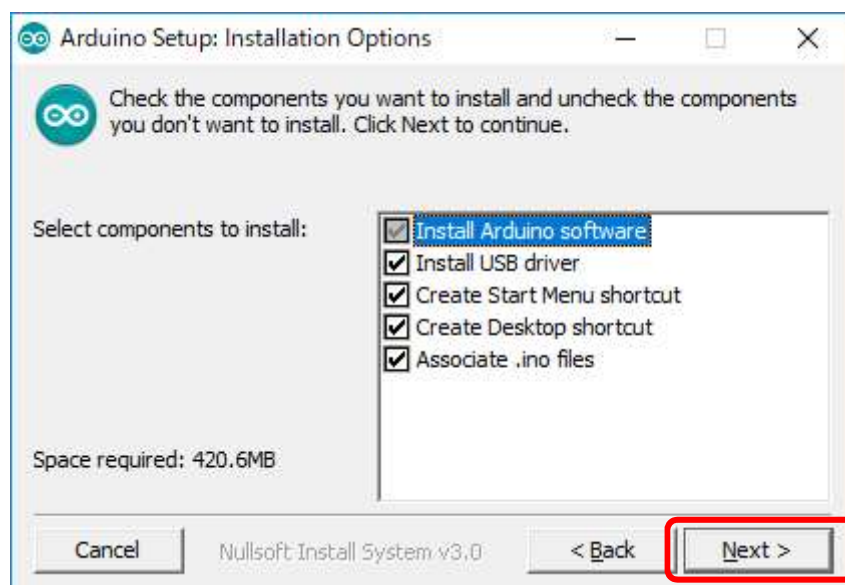 Arduino Setup: Installation Options
Check the components you want to install and uncheck the components
you don't want to install. Click Next to continue.
Select components to install:
Install Arduino software
Install USB driver
Create Start Menu shortcut
Create Desktop shortcut
Associate .ino files
Space required: 420.6MB
Cancel
Nullsoft Install System v3.0
< Back
Next >